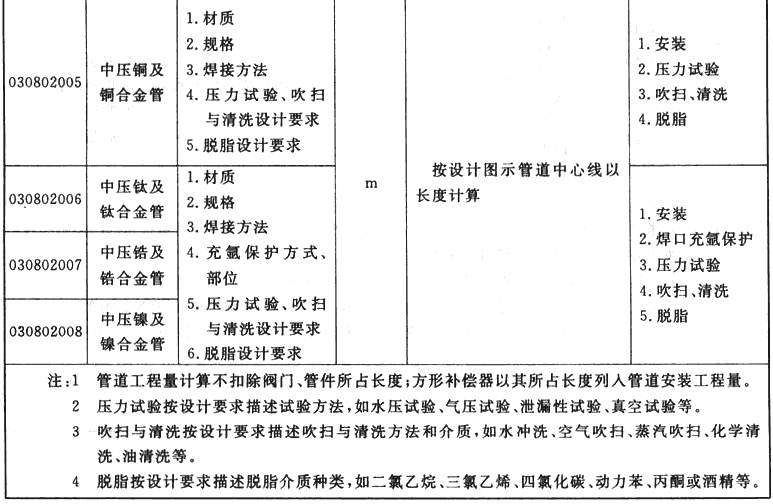 030802005
中压铜及
铜合金管
1. 材质
2. 规格
3. 焊接方法
4. 压力试验、吹扫
与清洗设计要求
5. 脱脂设计要求
1. 安装
2. 压力试验
3. 吹扫、清洗
4. 脱脂
m
按设计图示管道中心线以
长度计算
030802006
中压钛及
钛合金管
030802007
中压锆及
锆合金管
030802008
中压镍及
镍合金管
1. 材质
2. 规格
3. 焊接方法
4. 充氩保护方式、
部位
5. 压力试验、吹扫
与清洗设计要求
6. 脱脂设计要求
1. 安装
2. 焊口充氩保护
3. 压力试验
4. 吹扫、清洗
5. 脱脂
注:1 管道工程量计算不扣除阀门、管件所占长度;方形补偿器以其所占长度列入管道安装工程量。
2 压力试验按设计要求描述试验方法,如水压试验、气压试验、泄漏性试验、真空试验等。
3 吹扫与清洗按设计要求描述吹扫与清洗方法和介质,如水冲洗、空气吹扫、蒸汽吹扫、化学清
洗、油清洗等。
4 脱脂按设计要求描述脱脂介质种类,如二氯乙烷、三氯乙烯、四氯化碳、动力苯、丙酮或酒精等。